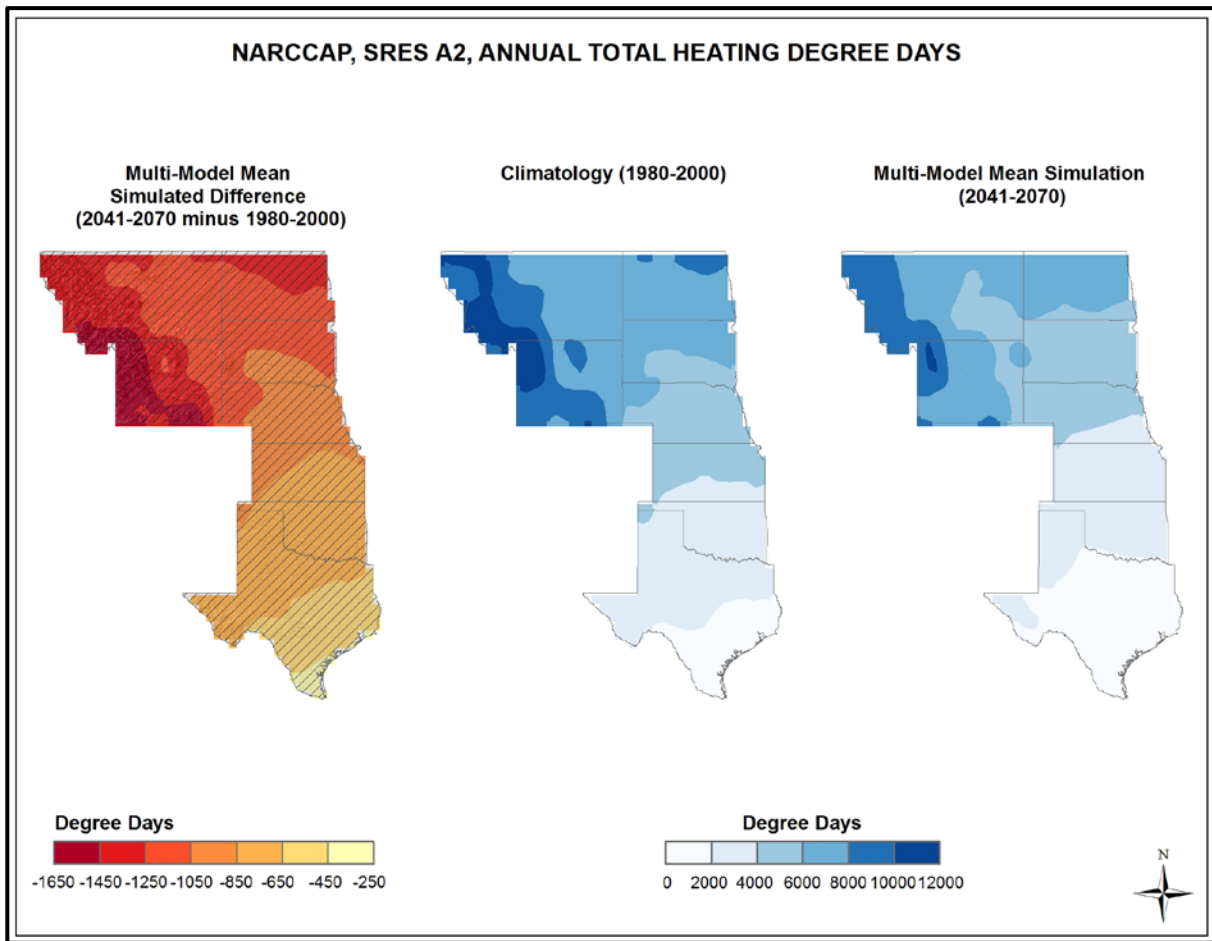 NARCCAP, SRES A2, ANNUAL TOTAL HEATING DEGREE DAYS
Multi-Model Mean
Simulated Difference
(2041-2070 minus 1980-2000)
Climatology (1980-2000)
Multi-Model Mean Simulation
(2041-2070)
Degree Days
-1650 -1450 -1250 -1050 -850 -650 -450 -250
Degree Days
0 2000 4000 6000 8000 10000 12000
N